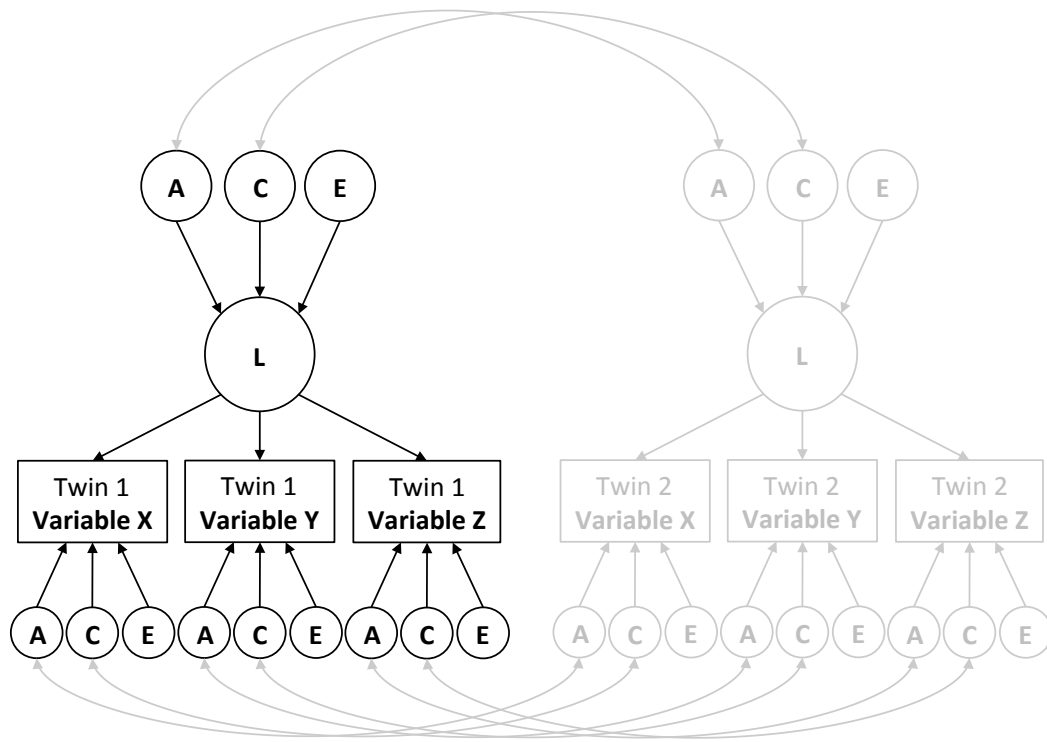 A C E A C E
L L
Twin 1 Twin 1 Twin 1 Twin 2 Twin 2 Twin 2
Variable X Variable Y Variable Z Variable X Variable Y Variable Z
A C E A C E A C E A C E A C E A C E